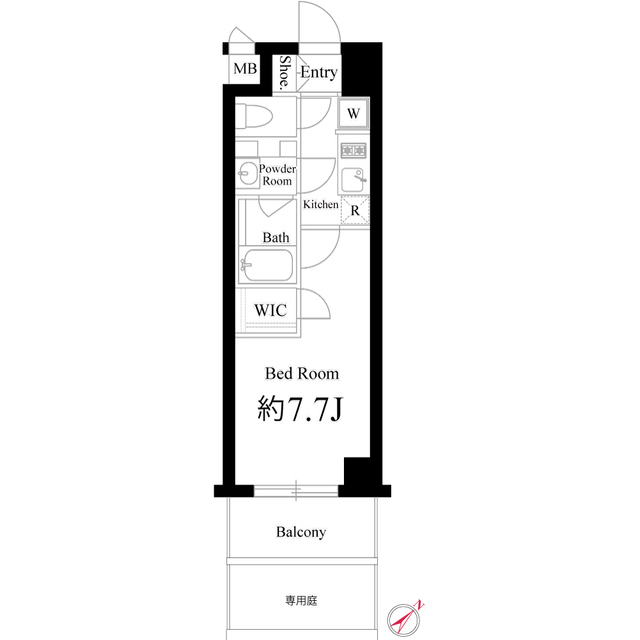 MB
Shoe.
Entry
W
Powder
Room
Kitchen
R
Bath
WIC
Bed Room
約7.7J
Balcony
専用庭
N